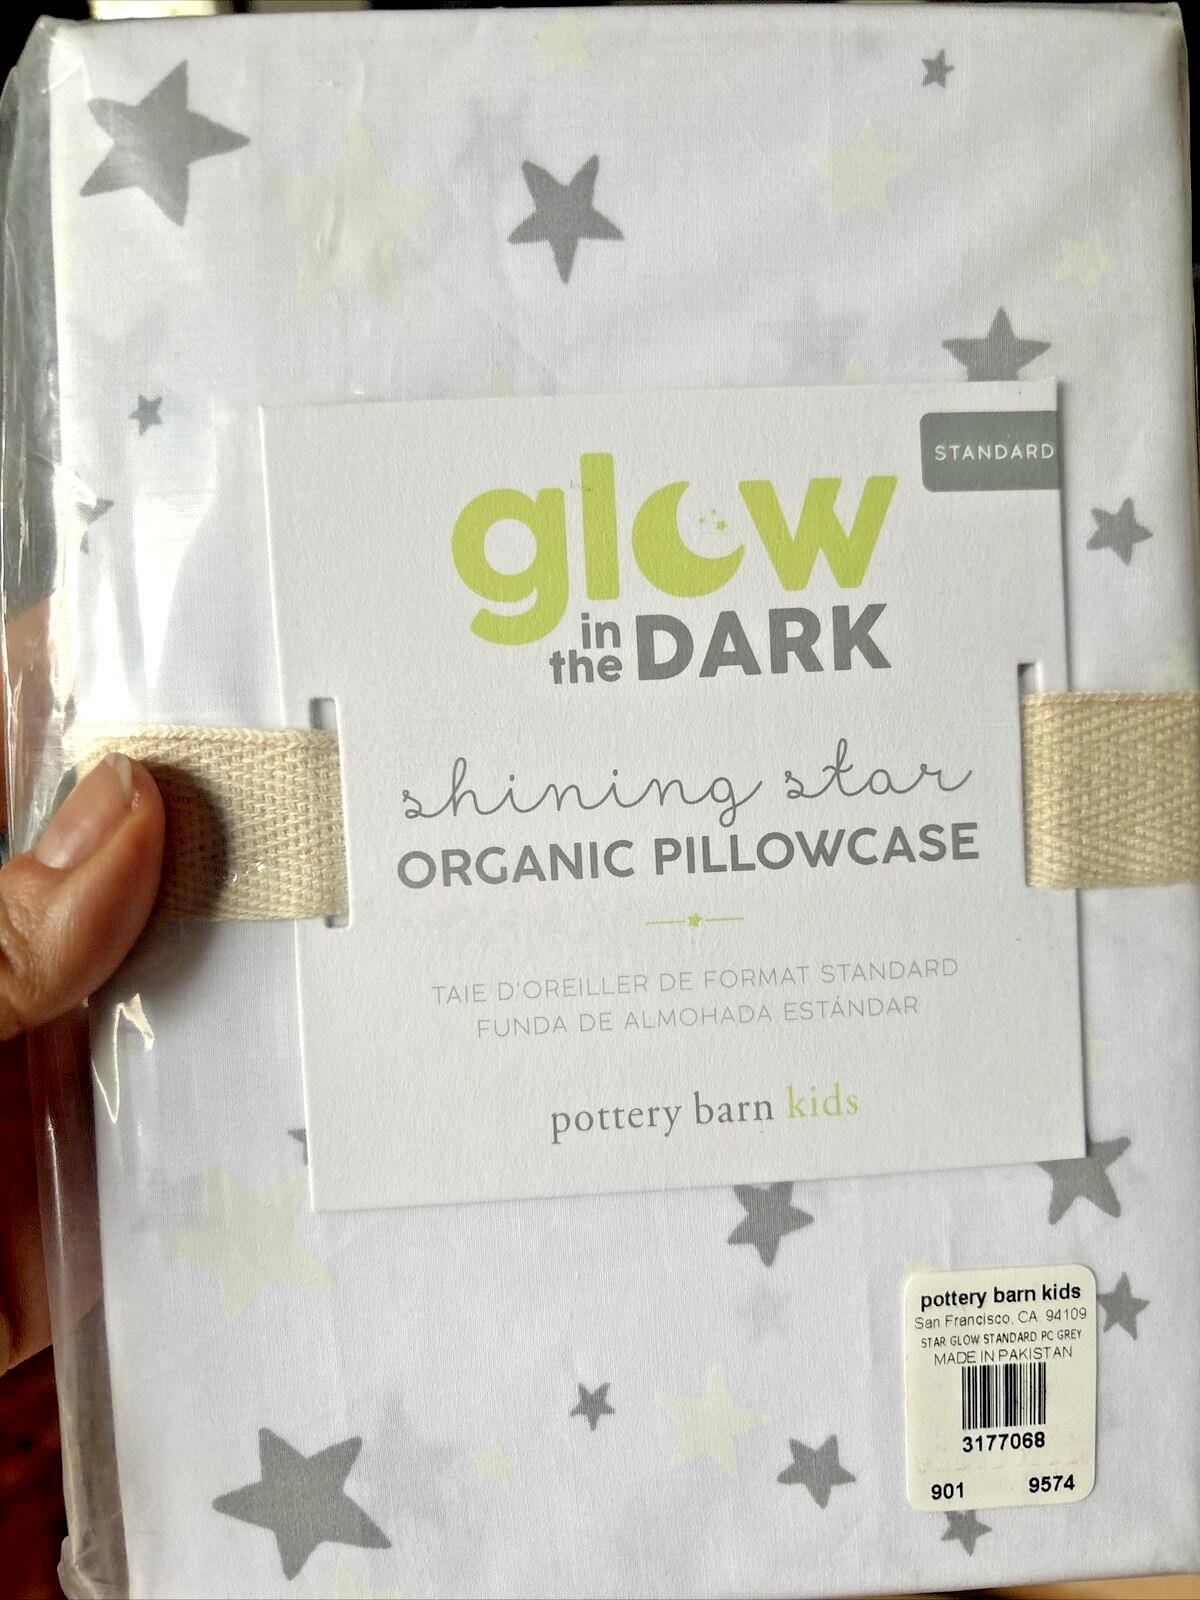 STANDARD
glow
in
the DARK
shining star
ORGANIC PILLOWCASE
TAIE D'OREILLER DE FORMAT STANDARD
FUNDA DE ALMOHADA ESTÁNDAR
pottery barn kids
pottery barn kids
San Francisco, CA 94109
STAR GLOW STANDARD PC GREY
MADE IN PAKISTAN
3177068
901 9574